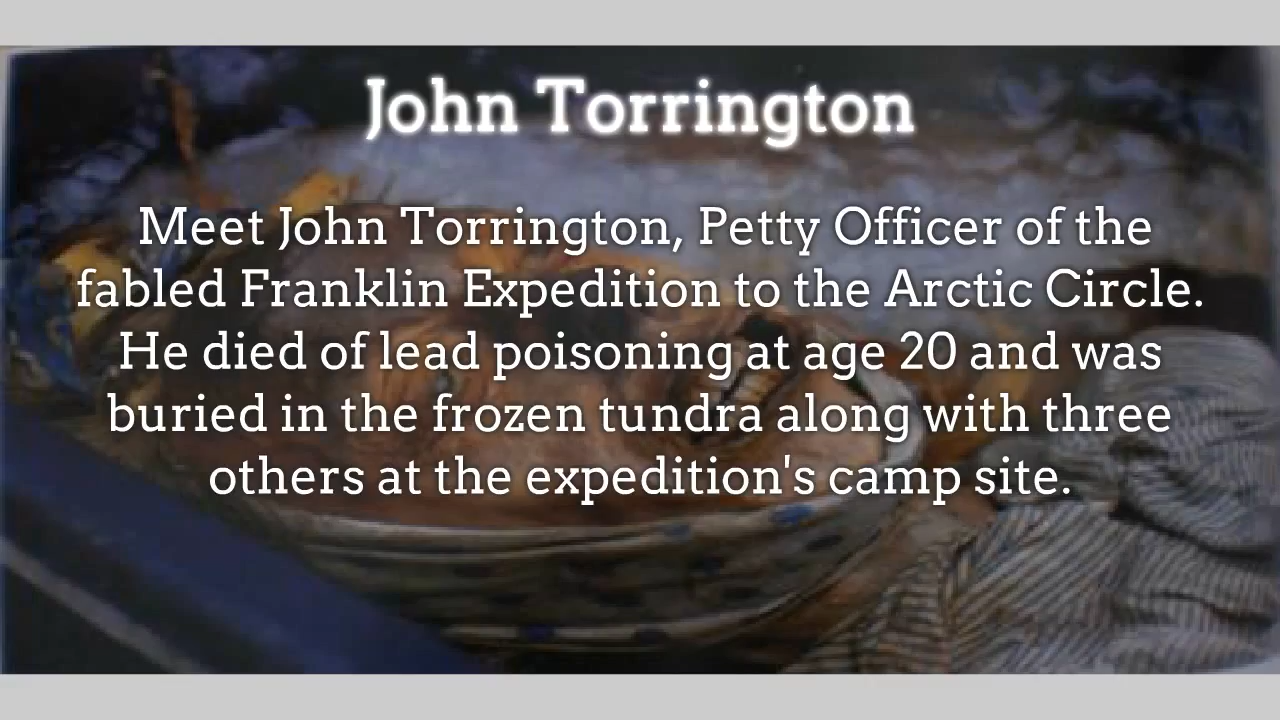 John Torrington
Meet John Torrington, Petty Officer of the
fabled Franklin Expedition to the Arctic Circle.
He died of lead poisoning at age 20 and was
buried in the frozen tundra along with three
others at the expedition's camp site.